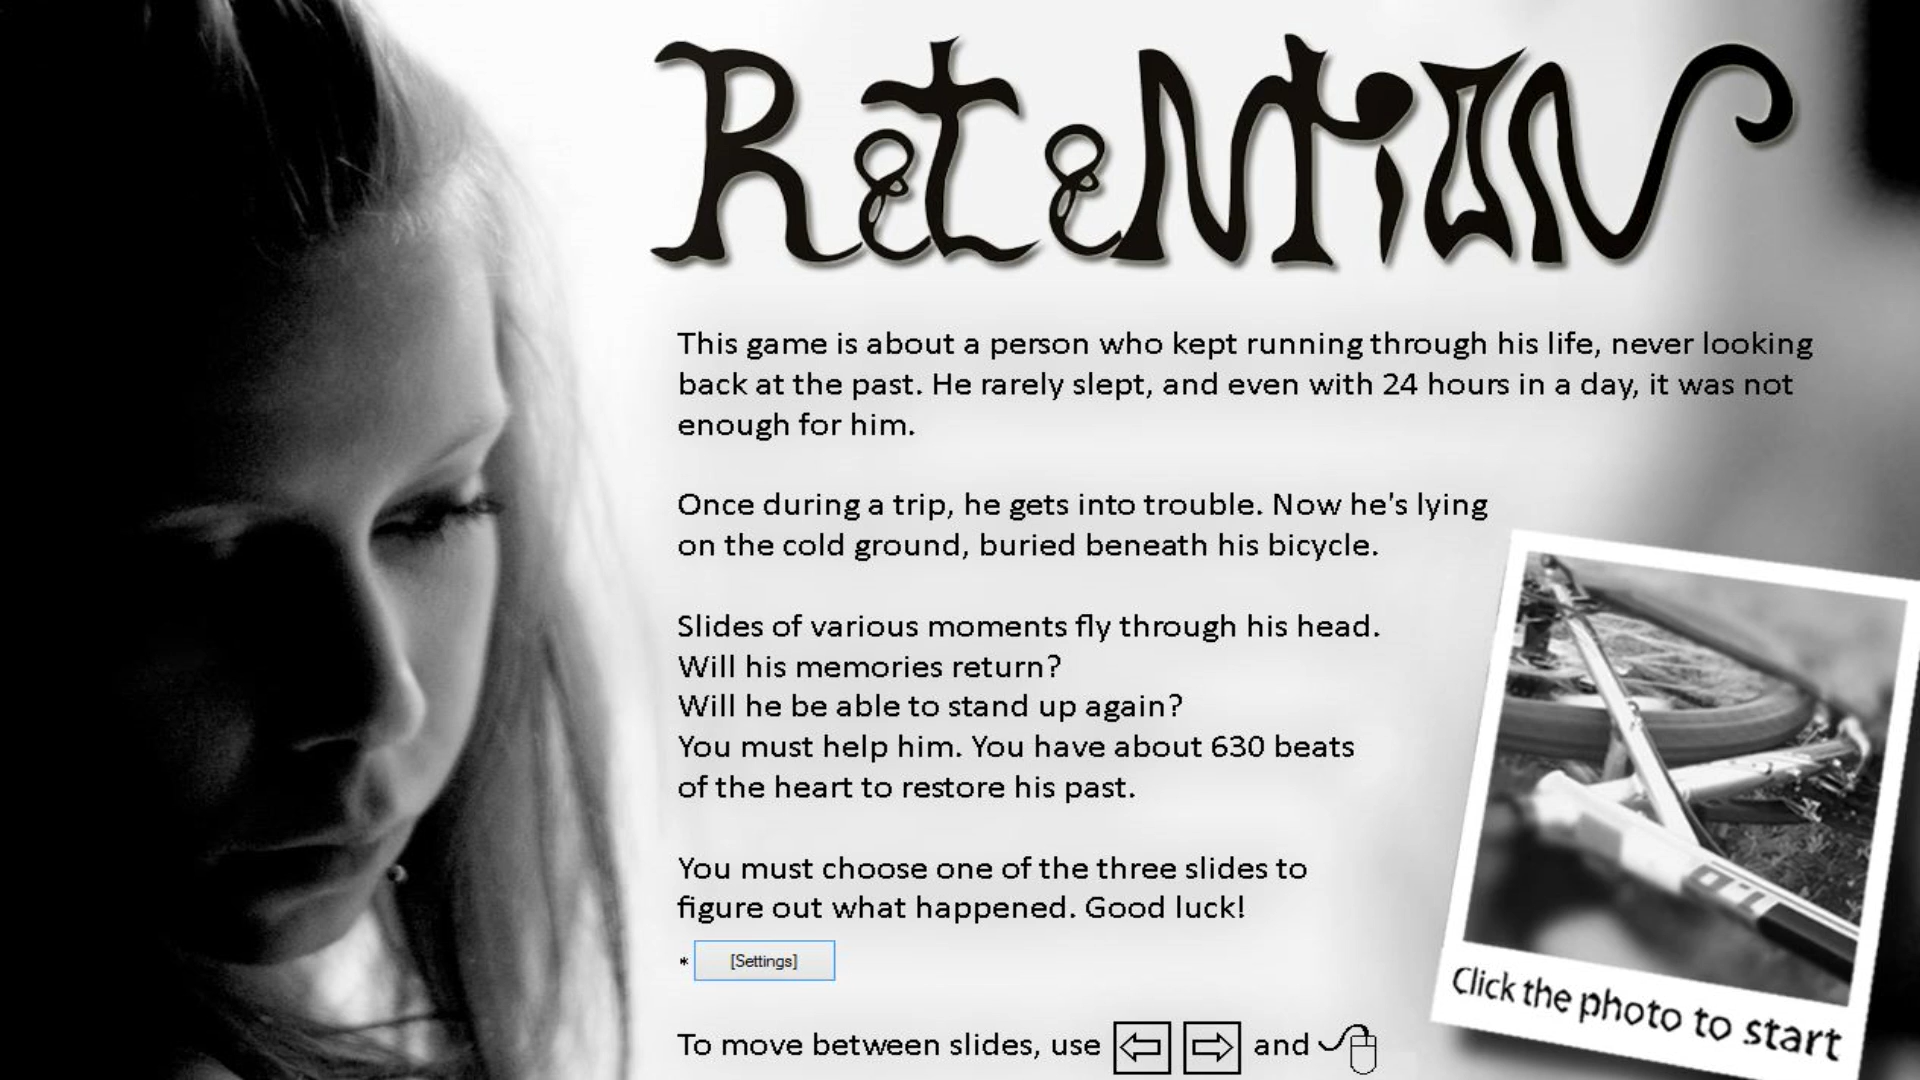 Retention
This game is about a person who kept running through his life, never looking
back at the past. He rarely slept, and even with 24 hours in a day, it was not
enough for him.
Once during a trip, he gets into trouble. Now he's lying
on the cold ground, buried beneath his bicycle.
Slides of various moments fly through his head.
Will his memories return?
Will he be able to stand up again?
You must help him. You have about 630 beats
of the heart to restore his past.
You must choose one of the three slides to
figure out what happened. Good luck!
* [Settings]
To move between slides, use and
Click the photo to start